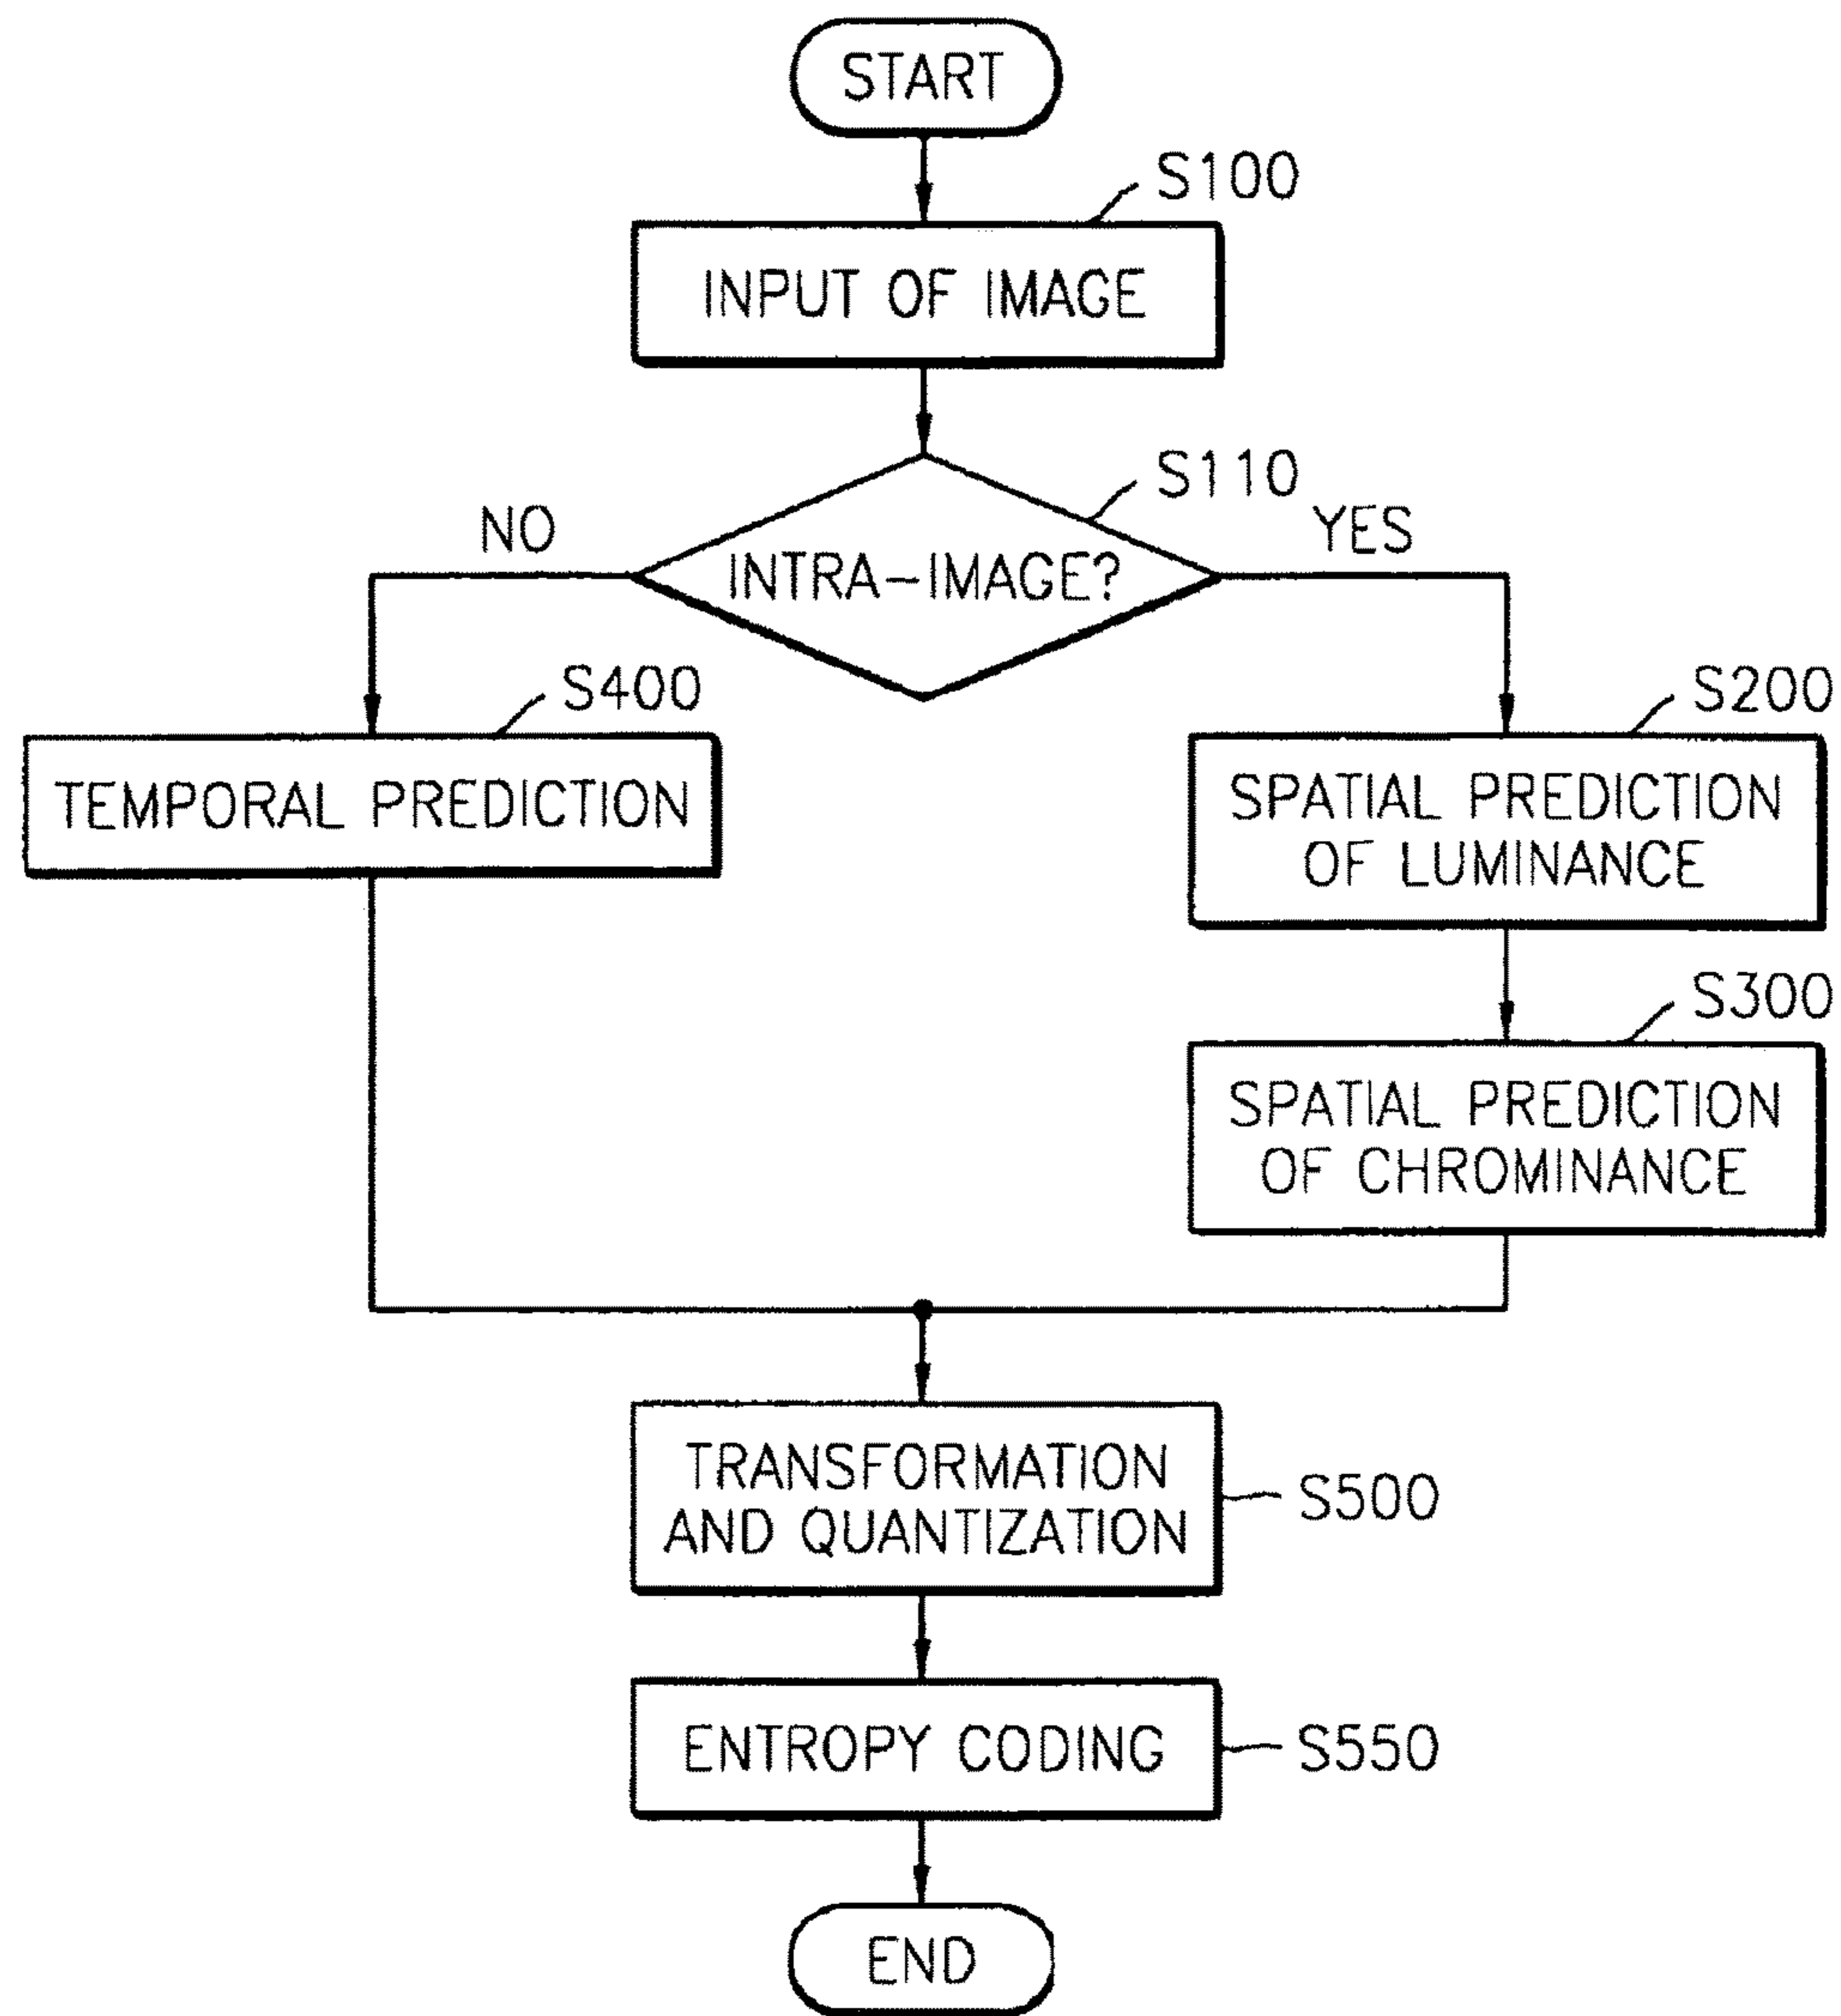 START
S100
INPUT OF IMAGE
S110
NO
YES
INTRA-IMAGE?
S400
S200
TEMPORAL PREDICTION
SPATIAL PREDICTION
OF LUMINANCE
S300
SPATIAL PREDICTION
OF CHROMINANCE
TRANSFORMATION
AND QUANTIZATION
S500
ENTROPY CODING
S550
END